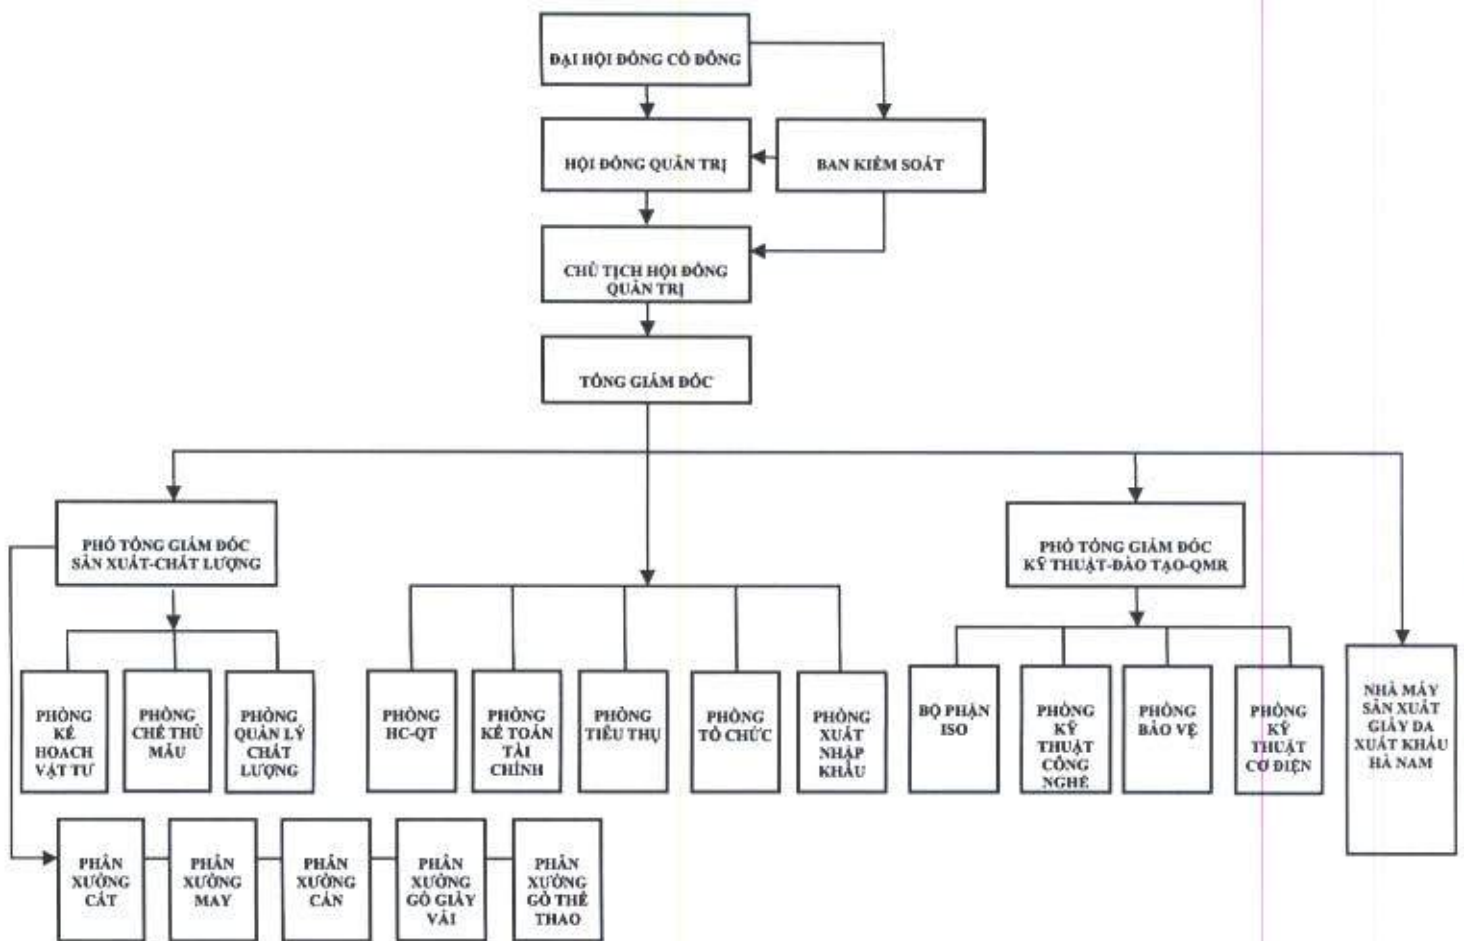 ĐẠI HỘI ĐỒNG CỔ ĐÔNG
HỘI ĐỒNG QUẢN TRỊ
BAN KIỂM SOÁT
CHỦ TỊCH HỘI ĐỒNG
QUẢN TRỊ
TỔNG GIÁM ĐỐC
PHÓ TỔNG GIÁM ĐỐC
SẢN XUẤT-CHẤT LƯỢNG
PHÓ TỔNG GIÁM ĐỐC
KỸ THUẬT-ĐÀO TẠO-QMR
PHÒNG
KẾ
HOẠCH
VẬT TƯ
PHÒNG
CHẾ THỬ
MẪU
PHÒNG
QUẢN LÝ
CHẤT
LƯỢNG
PHÒNG
HC-QT
PHÒNG
KẾ TOÁN
TÀI
CHÍNH
PHÒNG
TIÊU THỤ
PHÒNG
TỔ CHỨC
PHÒNG
XUẤT
NHẬP
KHẨU
BỘ PHẬN
ISO
PHÒNG
KỸ
THUẬT
CÔNG
NGHỆ
PHÒNG
BẢO VỆ
PHÒNG
KỸ
THUẬT
CƠ ĐIỆN
NHÀ MÁY
SẢN XUẤT
GIẦY DA
XUẤT KHẨU
HÀ NAM
PHÂN
XƯỞNG
CẮT
PHÂN
XƯỞNG
MAY
PHÂN
XƯỞNG
CÁN
PHÂN
XƯỞNG
GÒ GIẦY
VẢI
PHÂN
XƯỞNG
GÒ THỂ
THAO